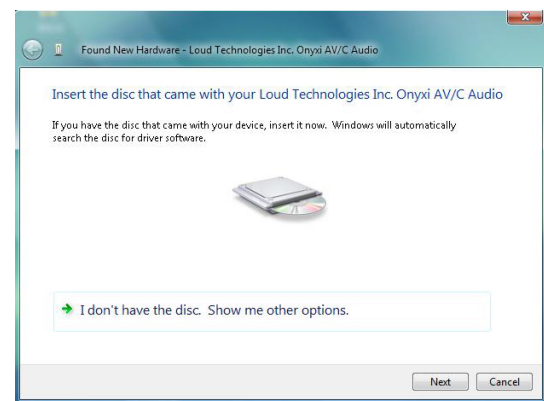 Found New Hardware - Loud Technologies Inc. Onyxi AV/C Audio
Insert the disc that came with your Loud Technologies Inc. Onyxi AV/C Audio
If you have the disc that came with your device, insert it now. Windows will automatically
search the disc for driver software.
I don't have the disc. Show me other options.
Next Cancel